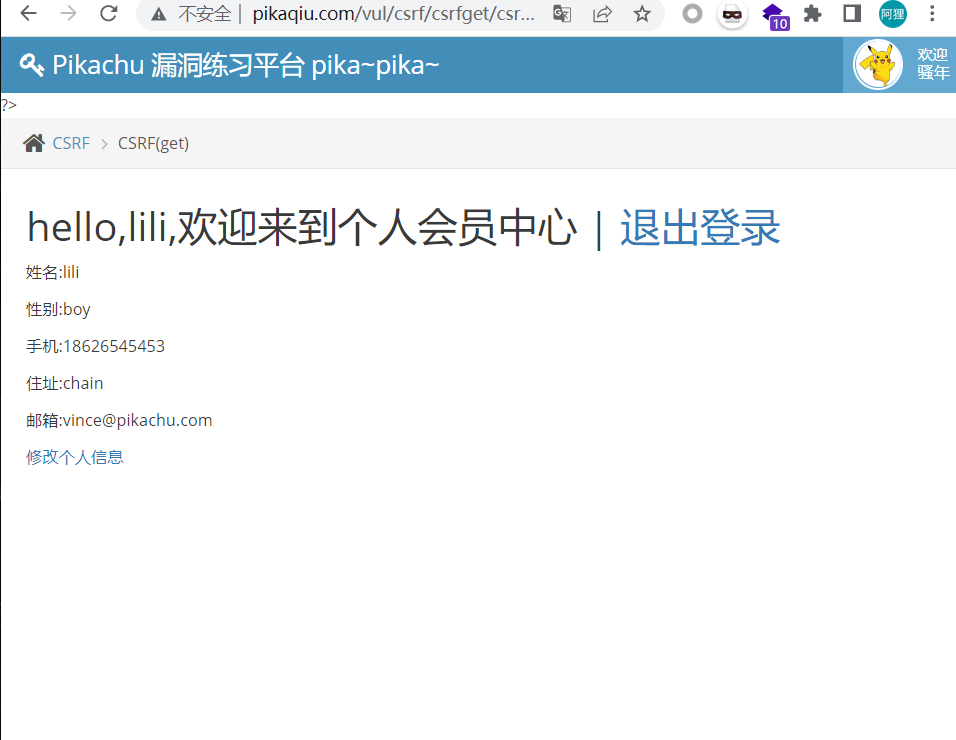 不安全 | pikaqiu.com/vul/csrf/csrfget/csr...
10
阿狸
Pikachu 漏洞练习平台 pika~pika~
欢迎
骚年
?>
CSRF > CSRF(get)
hello,lili,欢迎来到个人会员中心 | 退出登录
姓名:lili
性别:boy
手机:18626545453
住址:chain
邮箱:vince@pikachu.com
修改个人信息